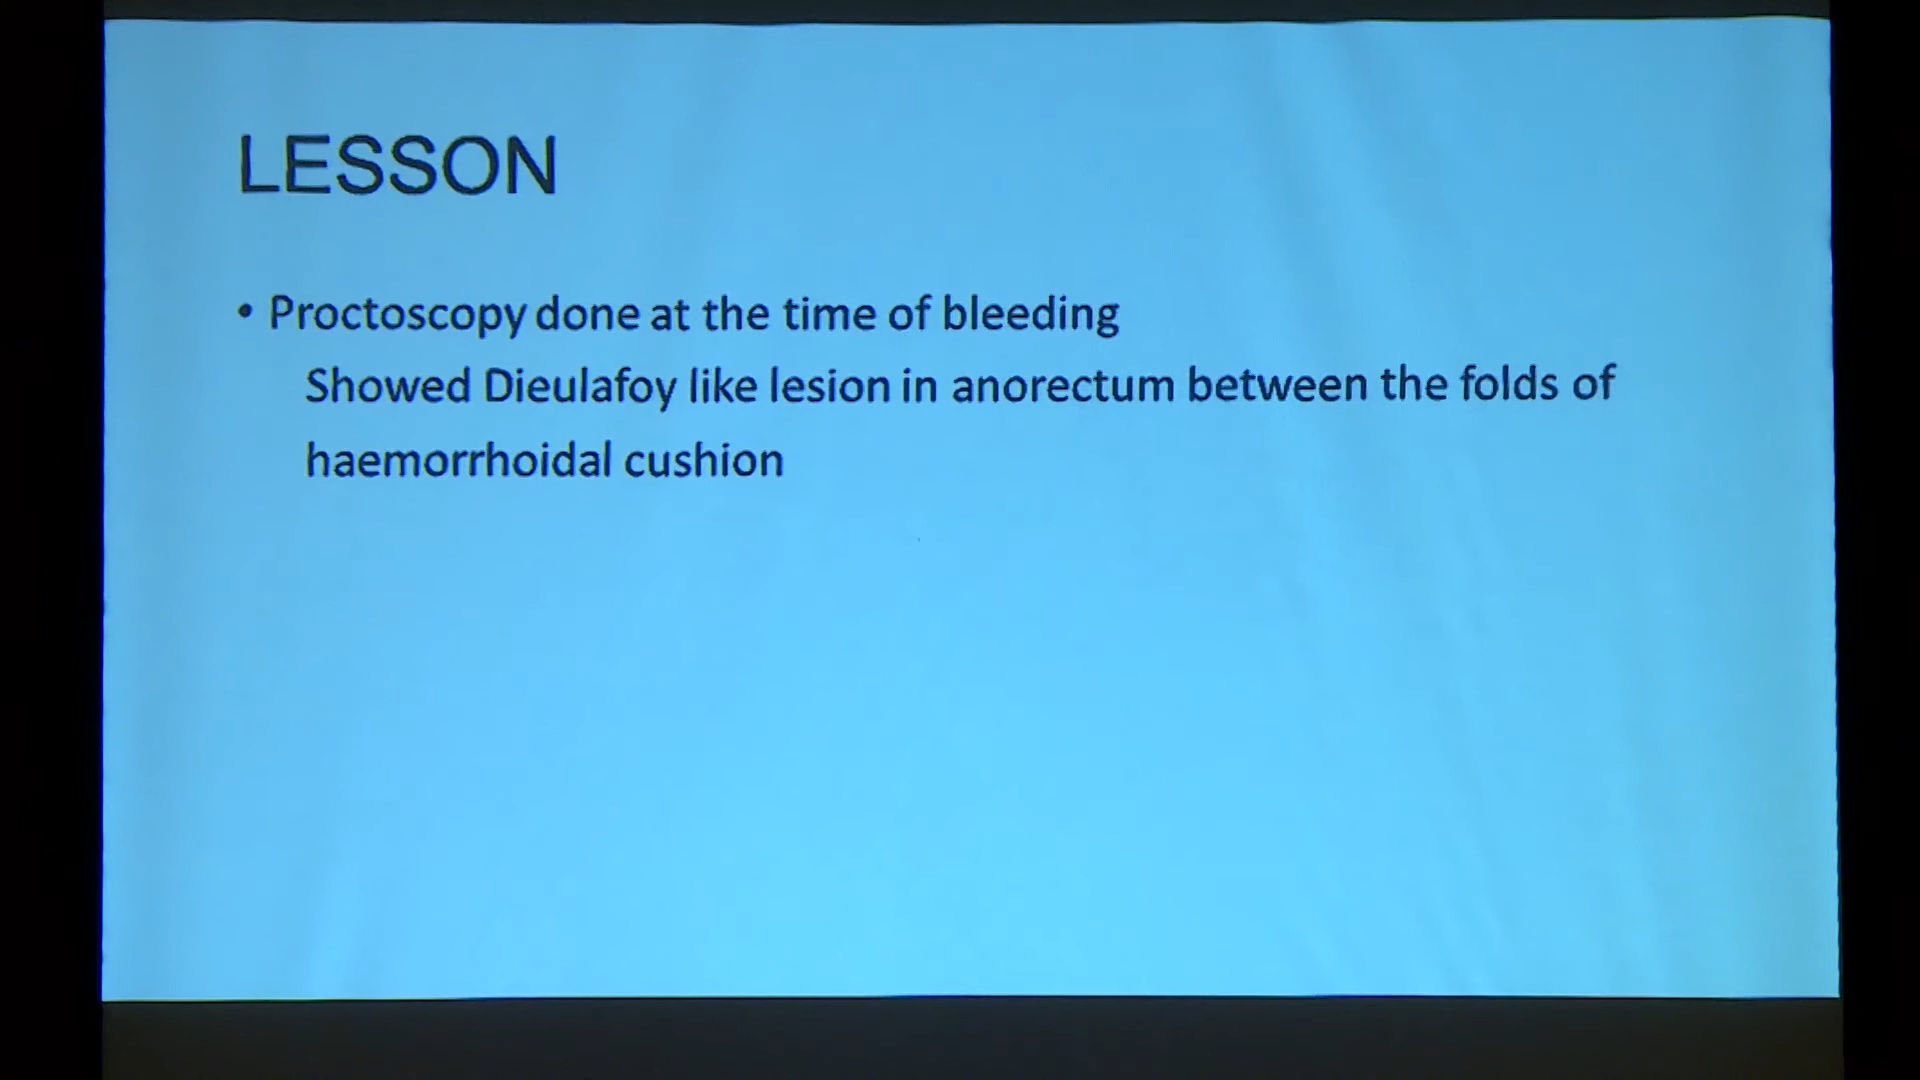 LESSON
• Proctoscopy done at the time of bleeding
Showed Dieulafoy like lesion in anorectum between the folds of
haemorrhoidal cushion